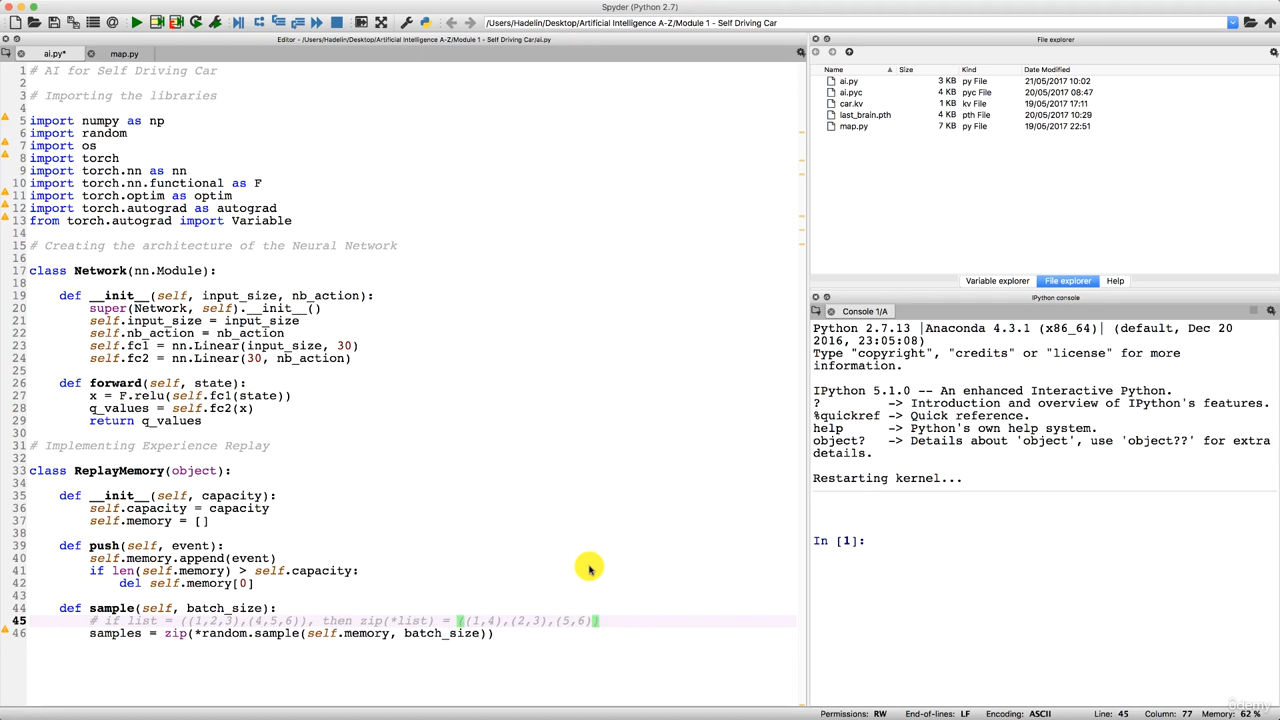 Spyder (Python 2.7)
/Users/Hadelin/Desktop/Artificial Intelligence A-Z/Module 1 - Self Driving Car
Editor - /Users/Hadelin/Desktop/Artificial Intelligence A-Z/Module 1 - Self Driving Car/ai.py
ai.py* map.py
1 # AI for Self Driving Car
2
3 # Importing the libraries
4
5 import numpy as np
6 import random
7 import os
8 import torch
9 import torch.nn as nn
10 import torch.nn.functional as F
11 import torch.optim as optim
12 import torch.autograd as autograd
13 from torch.autograd import Variable
14
15 # Creating the architecture of the Neural Network
16
17 class Network(nn.Module):
18
19     def __init__(self, input_size, nb_action):
20         super(Network, self).__init__()
21         self.input_size = input_size
22         self.nb_action = nb_action
23         self.fc1 = nn.Linear(input_size, 30)
24         self.fc2 = nn.Linear(30, nb_action)
25
26     def forward(self, state):
27         x = F.relu(self.fc1(state))
28         q_values = self.fc2(x)
29         return q_values
30
31 # Implementing Experience Replay
32
33 class ReplayMemory(object):
34
35     def __init__(self, capacity):
36         self.capacity = capacity
37         self.memory = []
38
39     def push(self, event):
40         self.memory.append(event)
41         if len(self.memory) > self.capacity:
42             del self.memory[0]
43
44     def sample(self, batch_size):
45         # if list = ((1,2,3),(4,5,6)), then zip(*list) = ((1,4),(2,3),(5,6))
46         samples = zip(*random.sample(self.memory, batch_size))
File explorer
Name Size Kind Date Modified
ai.py 3 KB py File 21/05/2017 10:02
ai.pyc 4 KB pyc File 20/05/2017 08:47
car.kv 1 KB kv File 19/05/2017 17:11
last_brain.pth 4 KB pth File 20/05/2017 10:29
map.py 7 KB py File 19/05/2017 22:51
Variable explorer File explorer Help
IPython console
Console 1/A
Python 2.7.13 |Anaconda 4.3.1 (x86_64)| (default, Dec 20
2016, 23:05:08)
Type "copyright", "credits" or "license" for more
information.
IPython 5.1.0 -- An enhanced Interactive Python.
? -> Introduction and overview of IPython's features.
%quickref -> Quick reference.
help -> Python's own help system.
object? -> Details about 'object', use 'object??' for extra
details.
Restarting kernel...
In [1]:
Permissions: RW End-of-lines: LF Encoding: ASCII Line: 45 Column: 77 Memory: 62 %
ûdemy